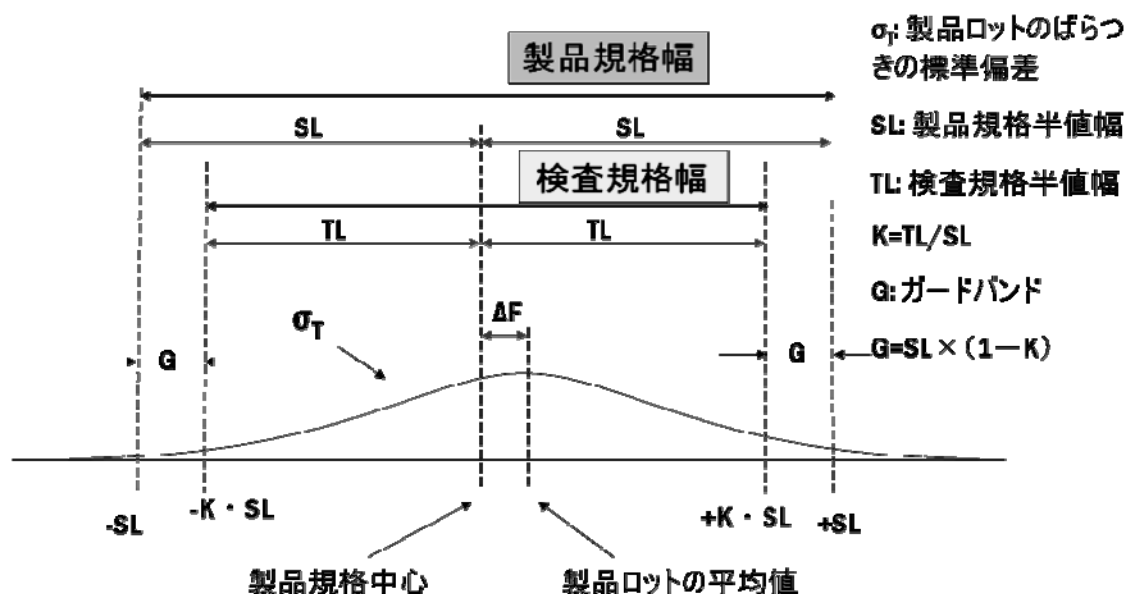 製品規格幅
SL
SL
検査規格幅
TL
TL
σT
ΔF
G
G
-SL
-K・SL
+K・SL
+SL
製品規格中心
製品ロットの平均値
σT: 製品ロットのばらつ
きの標準偏差
SL: 製品規格半値幅
TL: 検査規格半値幅
K=TL/SL
G: ガードバンド
G=SL×(1－K)